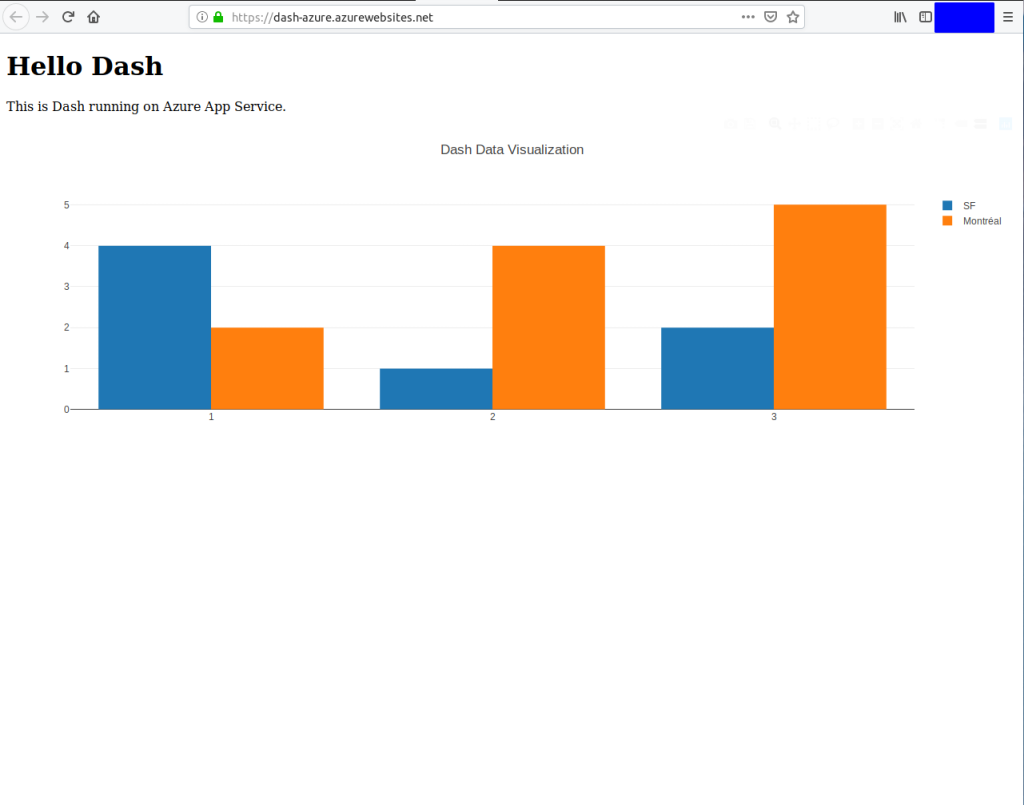 https://dash-azure.azurewebsites.net
Hello Dash
This is Dash running on Azure App Service.
Dash Data Visualization
5
4
3
2
1
0
1
2
3
SF
Montréal